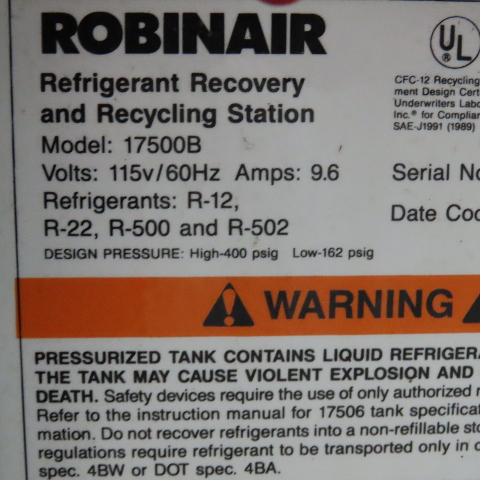 ROBINAIR
Refrigerant Recovery
and Recycling Station
Model: 17500B
Volts: 115v/60Hz Amps: 9.6
Refrigerants: R-12,
R-22, R-500 and R-502
DESIGN PRESSURE: High-400 psig Low-162 psig
UL
®
CFC-12 Recycling
ment Design Cert
Underwriters Labo
Inc.® for Complian
SAE-J1991 (1989)
Serial No
Date Cod
WARNING
PRESSURIZED TANK CONTAINS LIQUID REFRIGERA
THE TANK MAY CAUSE VIOLENT EXPLOSION AND
DEATH. Safety devices require the use of only authorized r
Refer to the instruction manual for 17506 tank specificat
mation. Do not recover refrigerants into a non-refillable sto
regulations require refrigerant to be transported only in c
spec. 4BW or DOT spec. 4BA.